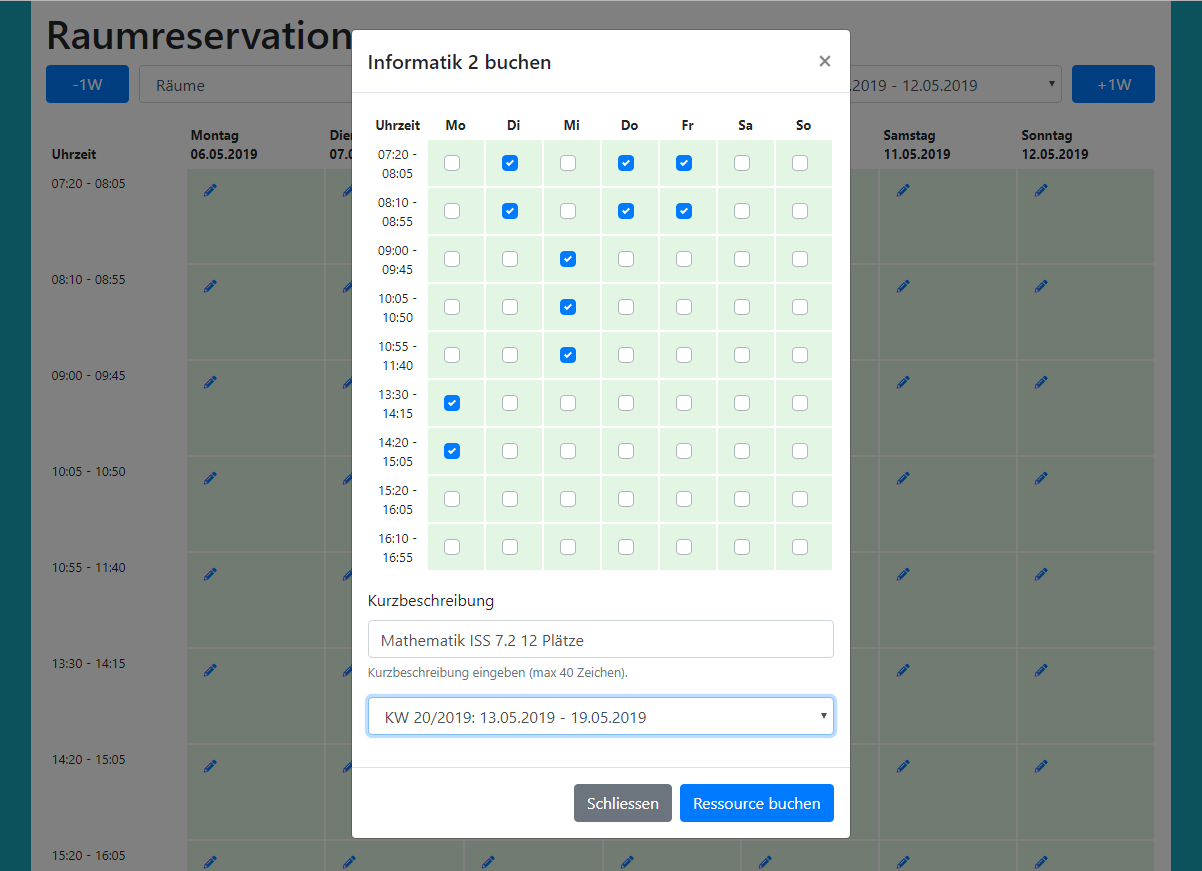 Raumreservation
-1W
Räume
.2019 - 12.05.2019
+1W
Uhrzeit
Montag
06.05.2019
Dien
07.0
Samstag
11.05.2019
Sonntag
12.05.2019
07:20 - 08:05
08:10 - 08:55
09:00 - 09:45
10:05 - 10:50
10:55 - 11:40
13:30 - 14:15
14:20 - 15:05
15:20 - 16:05
Informatik 2 buchen
×
Uhrzeit Mo Di Mi Do Fr Sa So
07:20 -
08:05
08:10 -
08:55
09:00 -
09:45
10:05 -
10:50
10:55 -
11:40
13:30 -
14:15
14:20 -
15:05
15:20 -
16:05
16:10 -
16:55
Kurzbeschreibung
Mathematik ISS 7.2 12 Plätze
Kurzbeschreibung eingeben (max 40 Zeichen).
KW 20/2019: 13.05.2019 - 19.05.2019
Schliessen
Ressource buchen